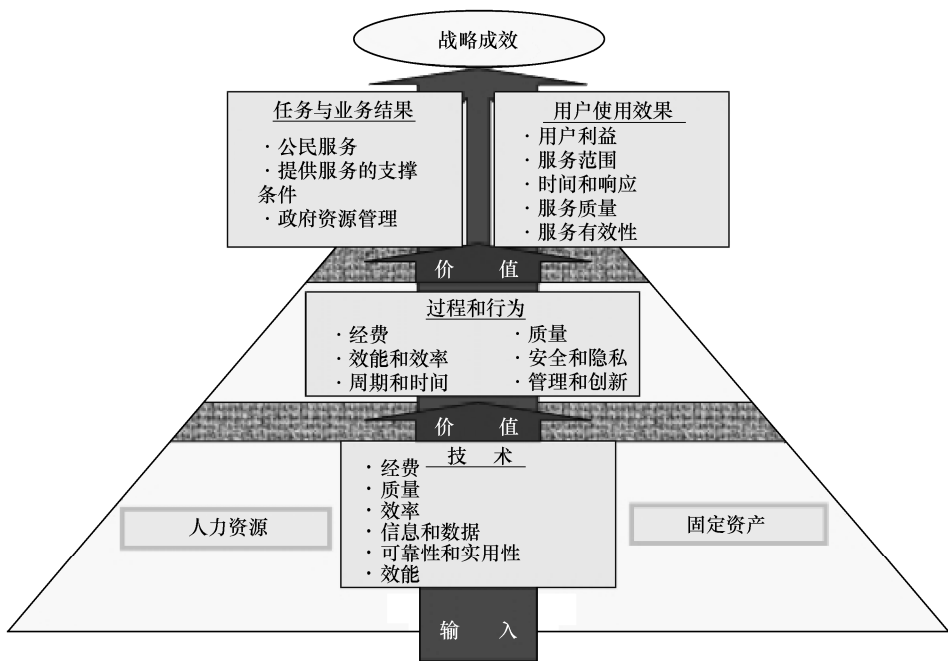 战略成效
任务与业务结果
·公民服务
·提供服务的支撑
条件
·政府资源管理
用户使用效果
·用户利益
·服务范围
·时间和响应
·服务质量
·服务有效性
价 值
过程和行为
·经费
·效能和效率
·周期和时间
·质量
·安全和隐私
·管理和创新
价 值
技 术
·经费
·质量
·效率
·信息和数据
·可靠性和实用性
·效能
人力资源
固定资产
输 入